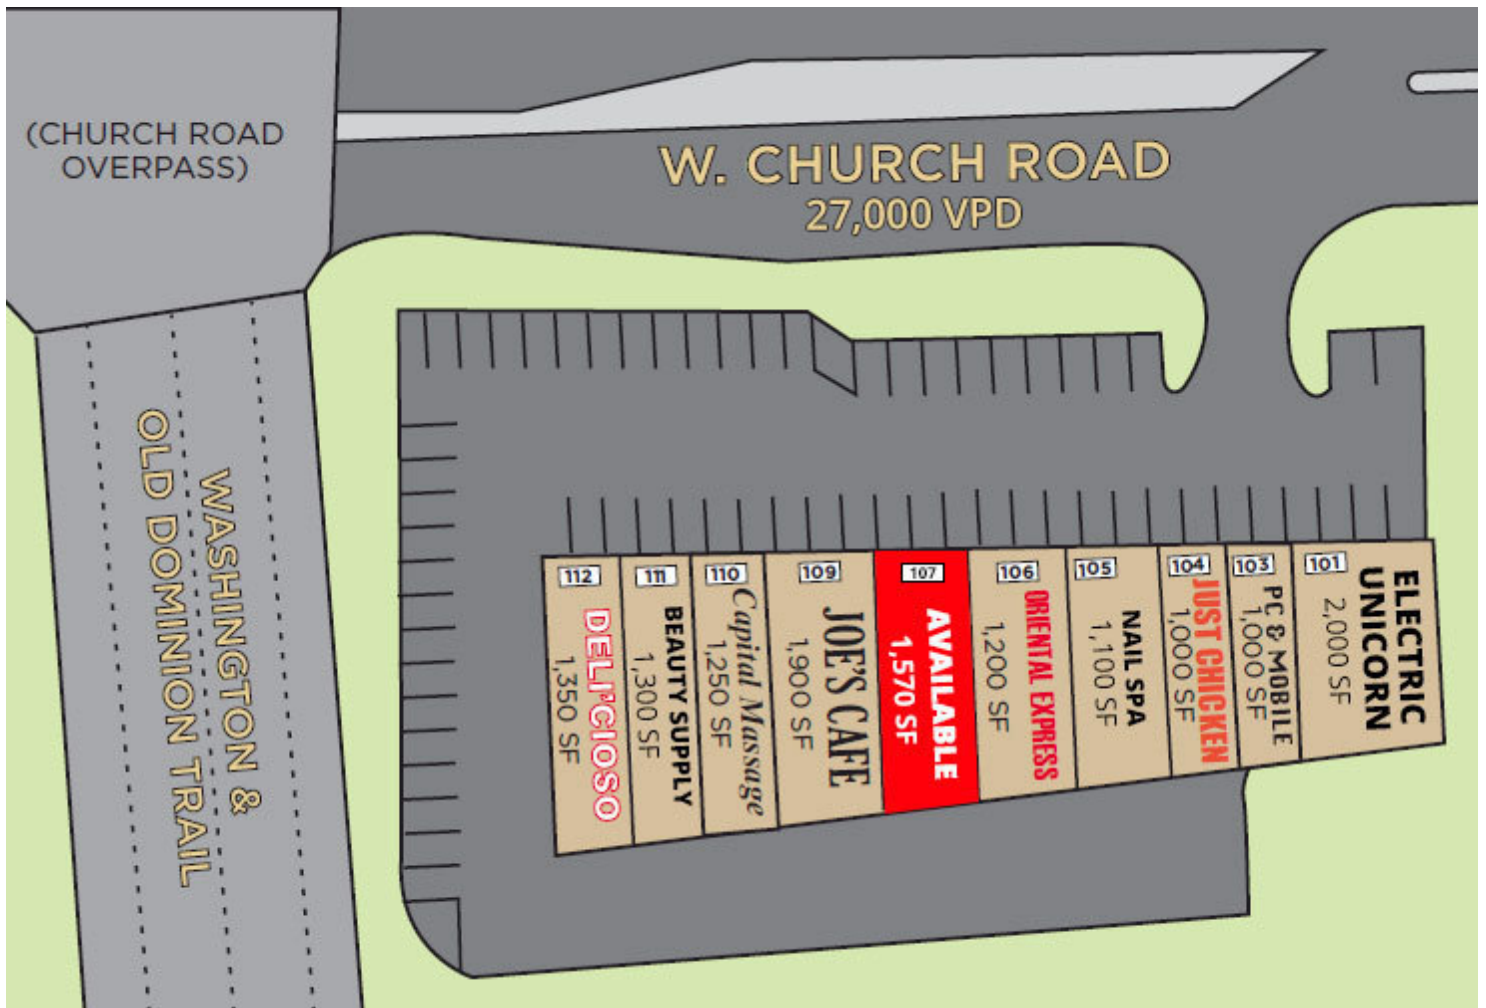 (CHURCH ROAD
OVERPASS)
W. CHURCH ROAD
27,000 VPD
WASHINGTON &
OLD DOMINION TRAIL
112
DELI'CIOSO
1,350 SF
111
BEAUTY SUPPLY
1,300 SF
110
Capital Massage
1,250 SF
109
JOE'S CAFE
1,900 SF
107
AVAILABLE
1,570 SF
106
ORIENTAL EXPRESS
1,200 SF
105
NAIL SPA
1,100 SF
104
JUST CHICKEN
1,000 SF
103
PC & MOBILE
1,000 SF
101
ELECTRIC
UNICORN
2,000 SF